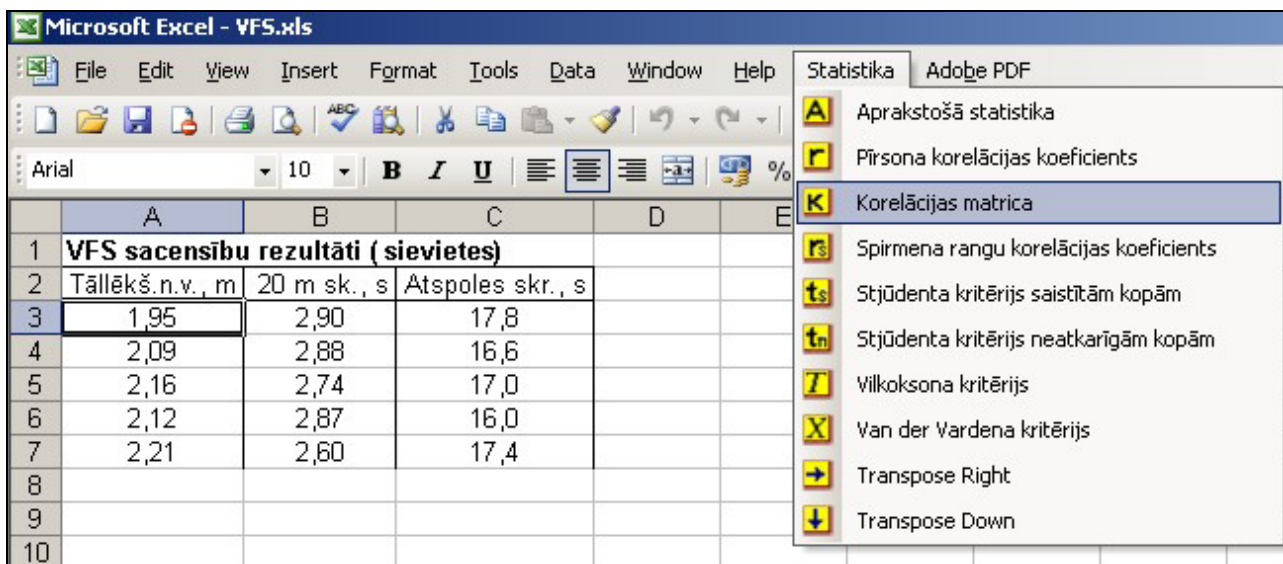 Microsoft Excel - VFS.xls
File Edit View Insert Format Tools Data Window Help Statistika Adobe PDF
ABC
Arial 10 B I U %
A B C D E
1 VFS sacensību rezultāti ( sievietes)
2 Tāllēkš.n.v., m 20 m sk., s Atspoles skr., s
3 1,95 2,90 17,8
4 2,09 2,88 16,6
5 2,16 2,74 17,0
6 2,12 2,87 16,0
7 2,21 2,60 17,4
8
9
10
A Aprakstošā statistika
r Pīrsona korelācijas koeficients
K Korelācijas matrica
rs Spirmena rangu korelācijas koeficients
ts Stjūdenta kritērijs saistītām kopām
tn Stjūdenta kritērijs neatkarīgām kopām
T Vilkoksona kritērijs
X Van der Vardena kritērijs
Transpose Right
Transpose Down